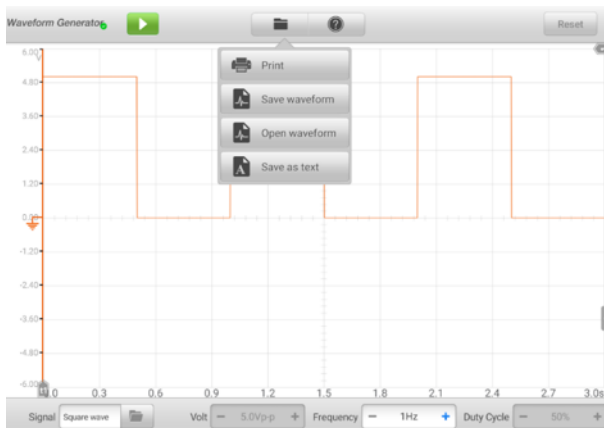 Waveform Generator
Reset
Print
Save waveform
Open waveform
Save as text
6.00
V
4.80
3.60
2.40
1.20
0.00
-1.20
-2.40
-3.60
-4.80
-6.00
0.0 0.3 0.6 0.9 1.2 1.5 1.8 2.1 2.4 2.7 3.0s
Signal Square wave Volt − 5.0Vp-p + Frequency − 1Hz + Duty Cycle − 50% +